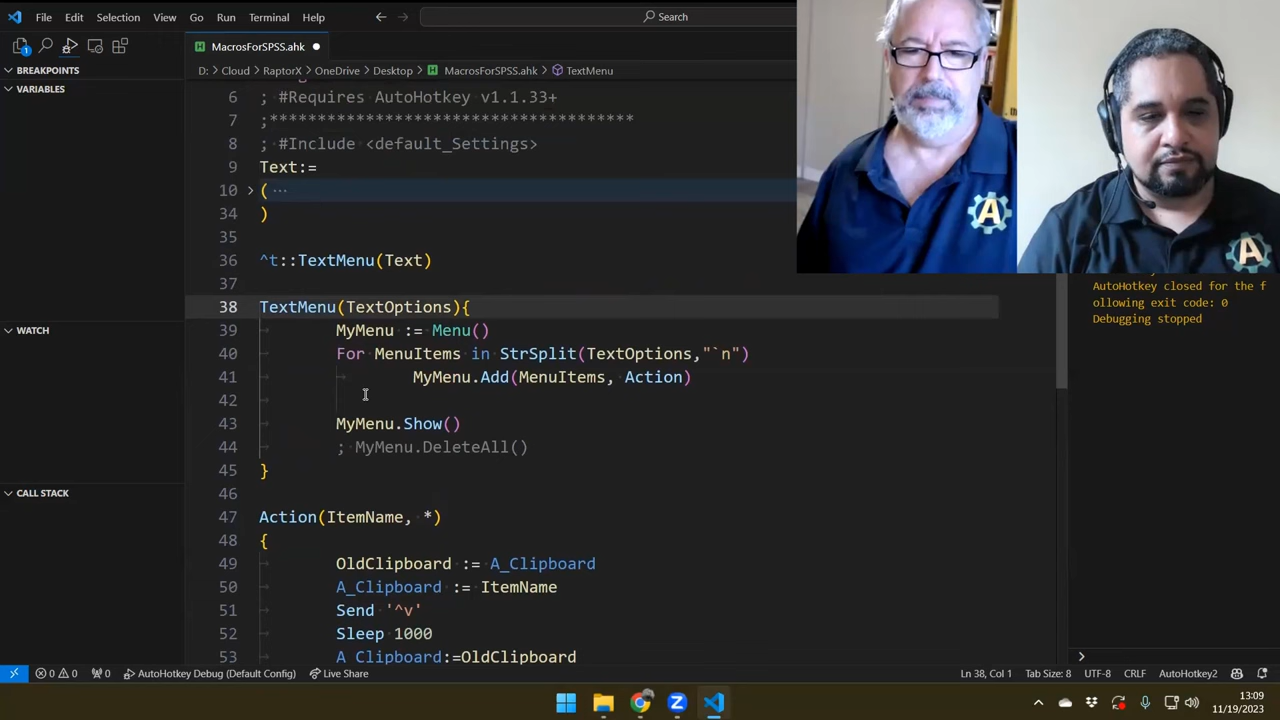 File Edit Selection View Go Run Terminal Help
Search
1
MacrosForSPSS.ahk
BREAKPOINTS
D: > Cloud > RaptorX > OneDrive > Desktop > MacrosForSPSS.ahk > TextMenu
VARIABLES
6 ; #Requires AutoHotkey v1.1.33+
7 ;*************************************
8 ; #Include <default_Settings>
9 Text:=
10 ( ...
34 )
35
36 ^t::TextMenu(Text)
37
38 TextMenu(TextOptions){
39 MyMenu := Menu()
40 For MenuItems in StrSplit(TextOptions,"`n")
41 MyMenu.Add(MenuItems, Action)
42
43 MyMenu.Show()
44 ; MyMenu.DeleteAll()
45 }
46
47 Action(ItemName, *)
48 {
49 OldClipboard := A_Clipboard
50 A_Clipboard := ItemName
51 Send '^v'
52 Sleep 1000
53 A_Clipboard:=OldClipboard
WATCH
CALL STACK
A
A
AutoHotkey closed for the f
ollowing exit code: 0
Debugging stopped
0 0 0 AutoHotkey Debug (Default Config) Live Share
Ln 38, Col 1 Tab Size: 8 UTF-8 CRLF AutoHotkey2
13:09
11/19/2023